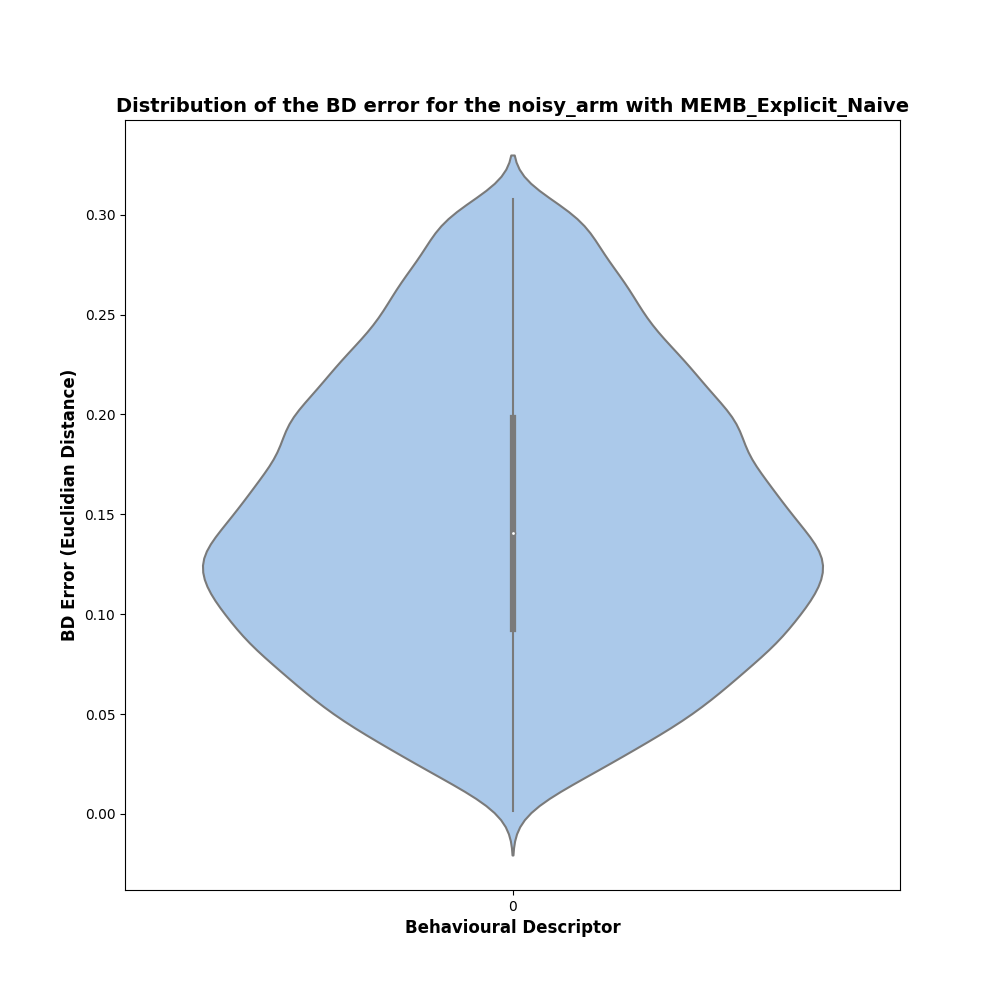 Distribution of the BD error for the noisy_arm with MEMB_Explicit_Naive
0.30
0.25
0.20
0.15
0.10
0.05
0.00
BD Error (Euclidian Distance)
0
Behavioural Descriptor